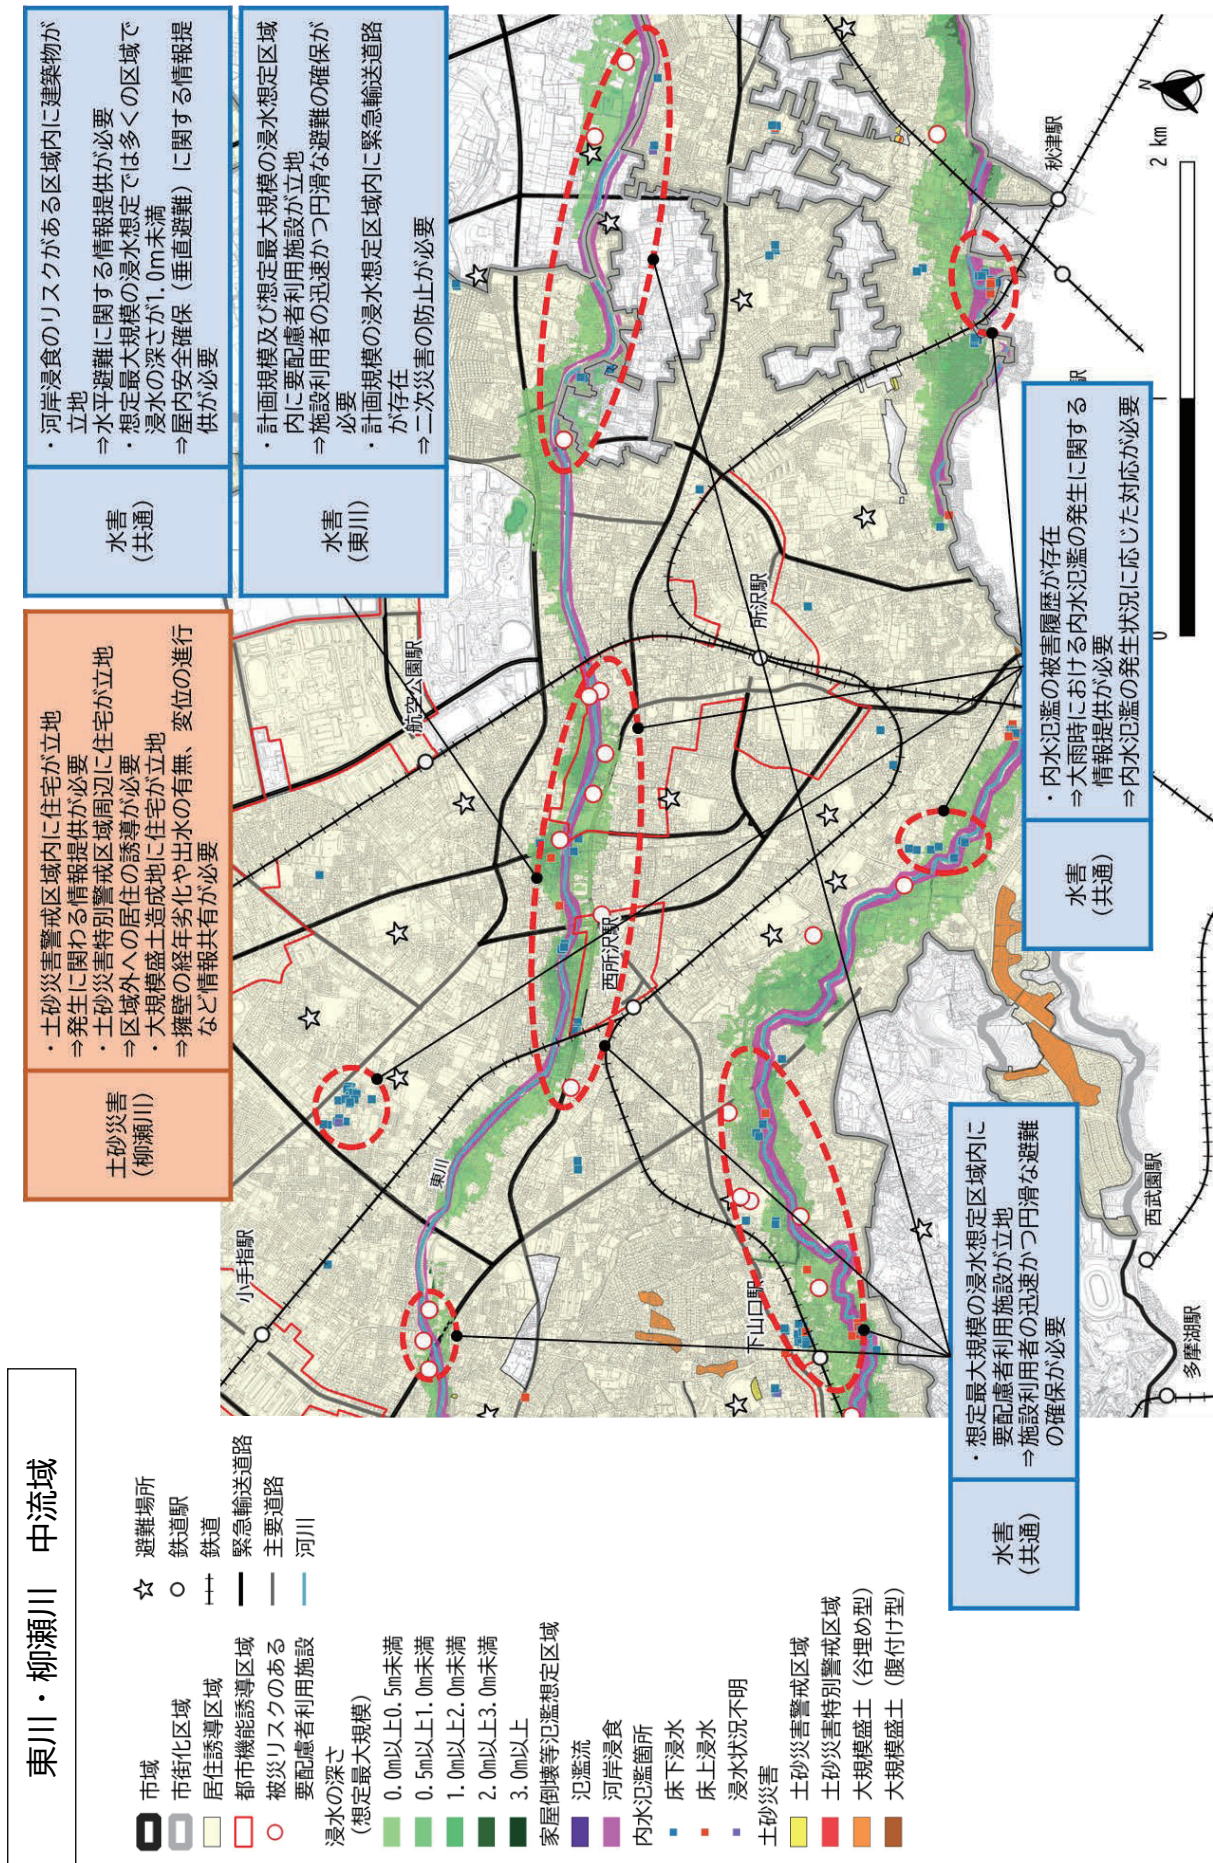 東川・柳瀬川 中流域
市域
市街化区域
居住誘導区域
都市機能誘導区域
被災リスクのある
要配慮者利用施設
浸水の深さ
(想定最大規模)
0.0m以上0.5m未満
0.5m以上1.0m未満
1.0m以上2.0m未満
2.0m以上3.0m未満
3.0m以上
家屋倒壊等氾濫想定区域
氾濫流
河岸浸食
内水氾濫箇所
床下浸水
床上浸水
浸水状況不明
土砂災害
土砂災害警戒区域
土砂災害特別警戒区域
大規模盛土(谷埋め型)
大規模盛土(腹付け型)
避難場所
鉄道駅
鉄道
緊急輸送道路
主要道路
河川
土砂災害
(柳瀬川)
・土砂災害警戒区域内に住宅が立地
⇒発生に関わる情報提供が必要
・土砂災害特別警戒区域周辺に住宅が立地
⇒区域外への居住の誘導が必要
・大規模盛土造成地に住宅が立地
⇒擁壁の経年劣化や出水の有無、変位の進行
など情報共有が必要
水害
(共通)
・河岸浸食のリスクがある区域内に建築物が
立地
⇒水平避難に関する情報提供が必要
・想定最大規模の浸水想定では多くの区域で
浸水の深さが1.0m未満
⇒屋内安全確保(垂直避難)に関する情報提
供が必要
水害
(東川)
・計画規模及び想定最大規模の浸水想定区域
内に要配慮者利用施設が立地
⇒施設利用者の迅速かつ円滑な避難の確保が
必要
・計画規模の浸水想定区域内に緊急輸送道路
が存在
⇒二次災害の防止が必要
小手指駅
東川
航空公園駅
西所沢駅
所沢駅
下山口駅
秋津駅
駅
西武園駅
多摩湖駅
水害
(共通)
・想定最大規模の浸水想定区域内に
要配慮者利用施設が立地
⇒施設利用者の迅速かつ円滑な避難
の確保が必要
水害
(共通)
・内水氾濫の被害履歴が存在
⇒大雨時における内水氾濫の発生に関する
情報提供が必要
⇒内水氾濫の発生状況に応じた対応が必要
0
1
2 km
N